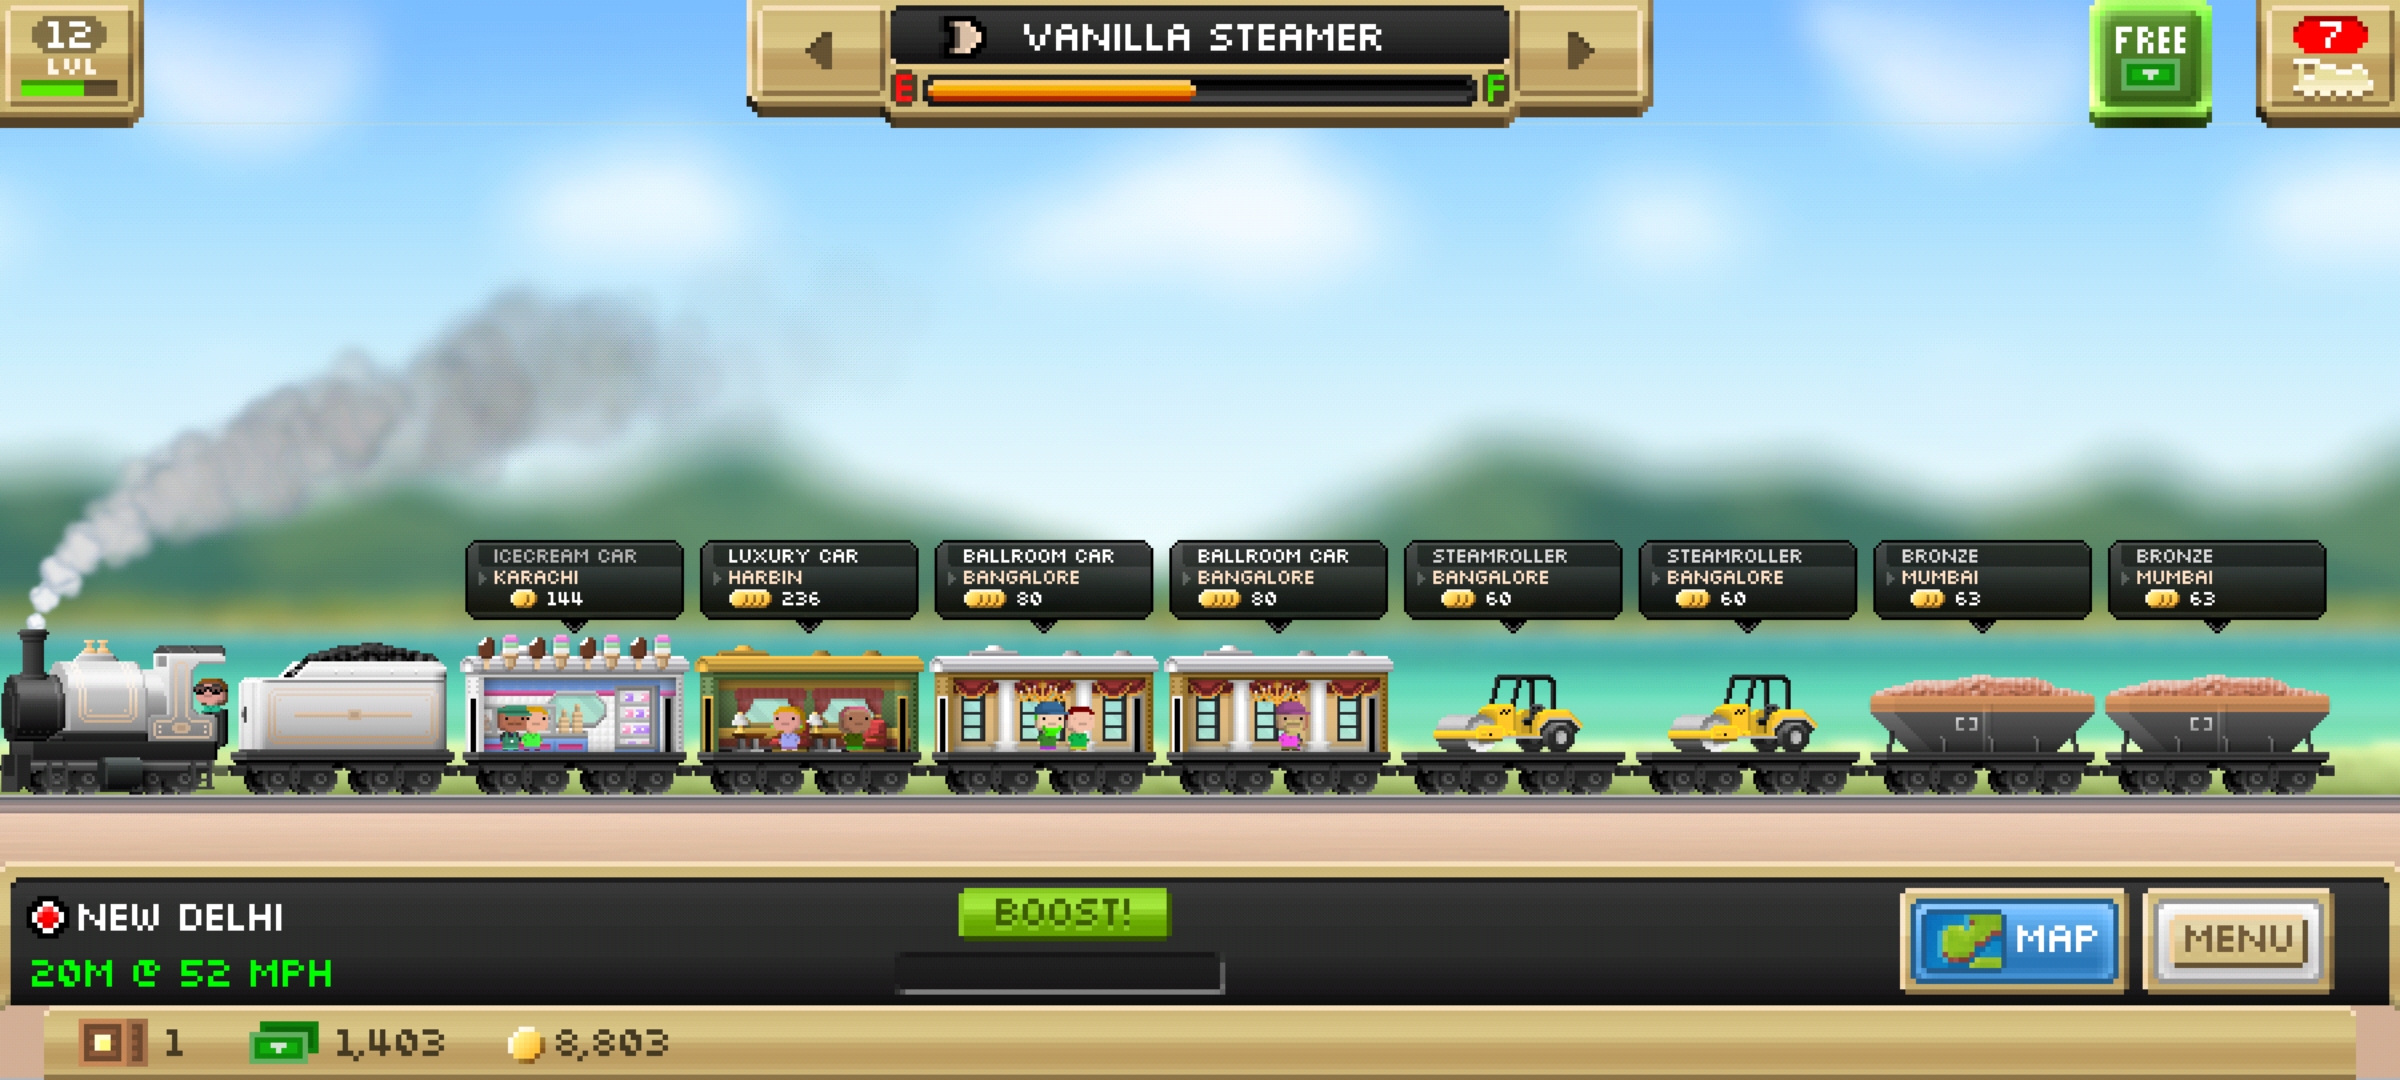 12
LVL
VANILLA STEAMER
E
F
FREE
7
ICECREAM CAR
KARACHI
144
LUXURY CAR
HARBIN
236
BALLROOM CAR
BANGALORE
80
BALLROOM CAR
BANGALORE
80
STEAMROLLER
BANGALORE
60
STEAMROLLER
BANGALORE
60
BRONZE
MUMBAI
63
BRONZE
MUMBAI
63
NEW DELHI
20M @ 52 MPH
BOOST!
MAP
MENU
1
1,403
8,803